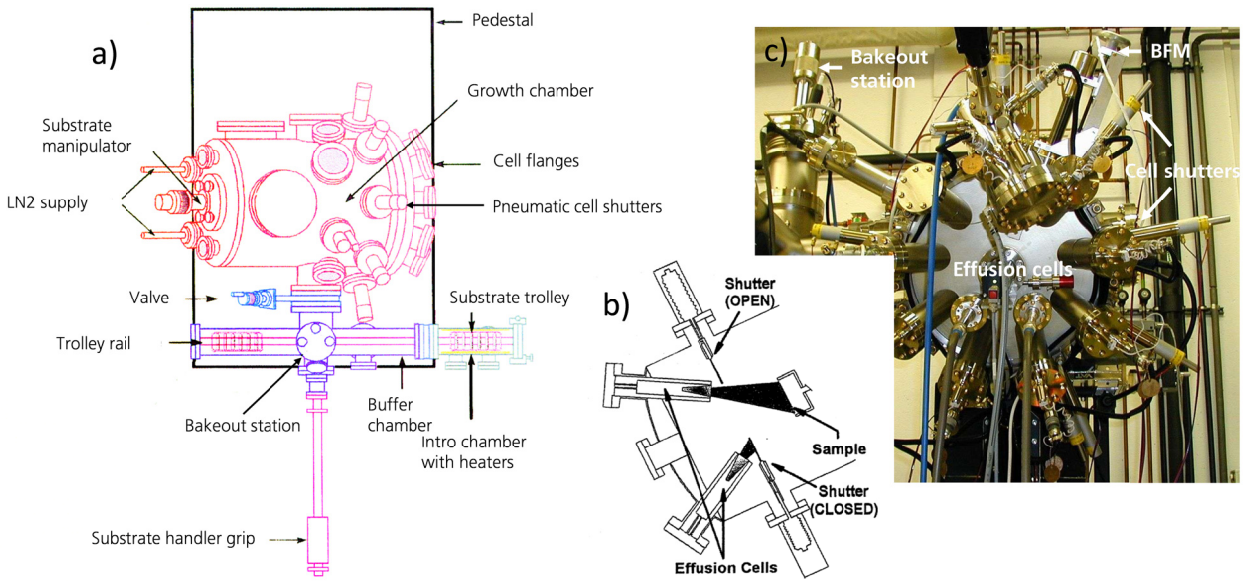 a)
Pedestal
Growth chamber
Substrate
manipulator
Cell flanges
LN2 supply
Pneumatic cell shutters
Valve
Substrate trolley
Trolley rail
Bakeout station
Buffer
chamber
Intro chamber
with heaters
Substrate handler grip
b)
Shutter
(OPEN)
Sample
Shutter
(CLOSED)
Effusion Cells
c)
Bakeout
station
BFM
Cell shutters
Effusion cells